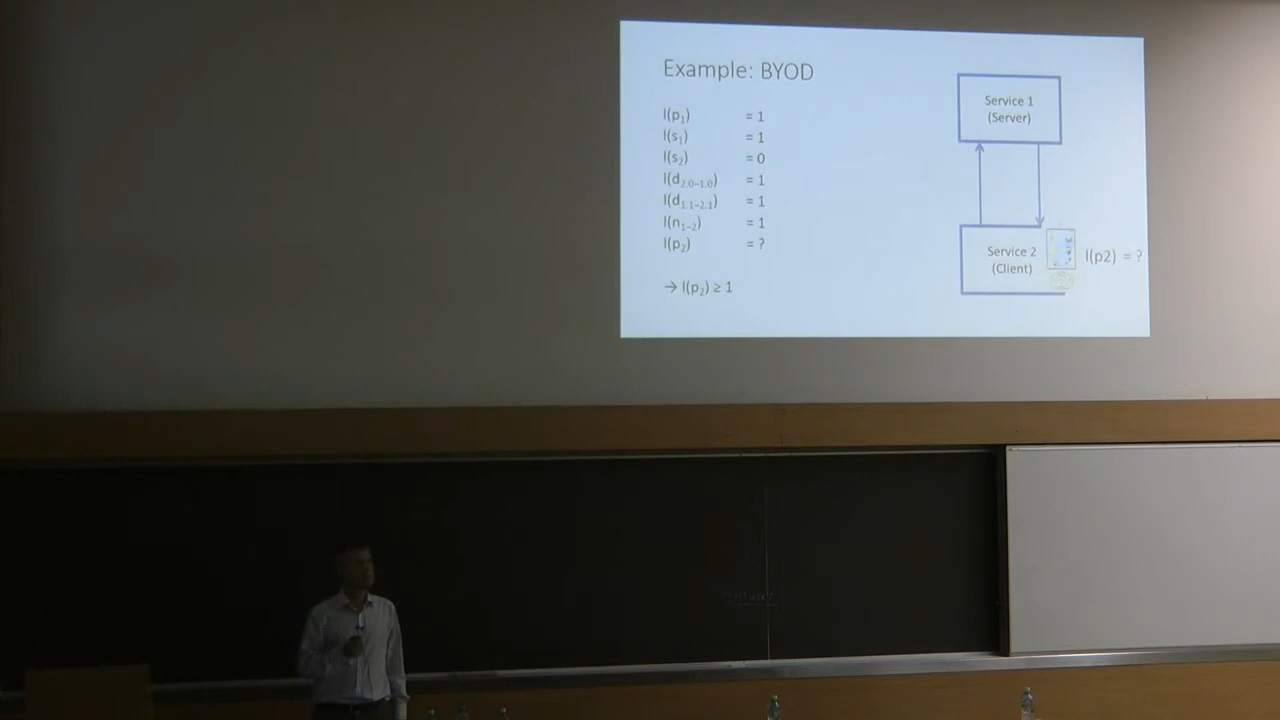 Example: BYOD
I(p₁) = 1
I(s₁) = 1
I(s₂) = 0
I(d₂.₀₋₁.₀) = 1
I(d₁.₁₋₂.₁) = 1
I(n₁₋₂) = 1
I(p₂) = ?
→ I(p₂) ≥ 1
Service 1
(Server)
Service 2
(Client)
I(p2) = ?